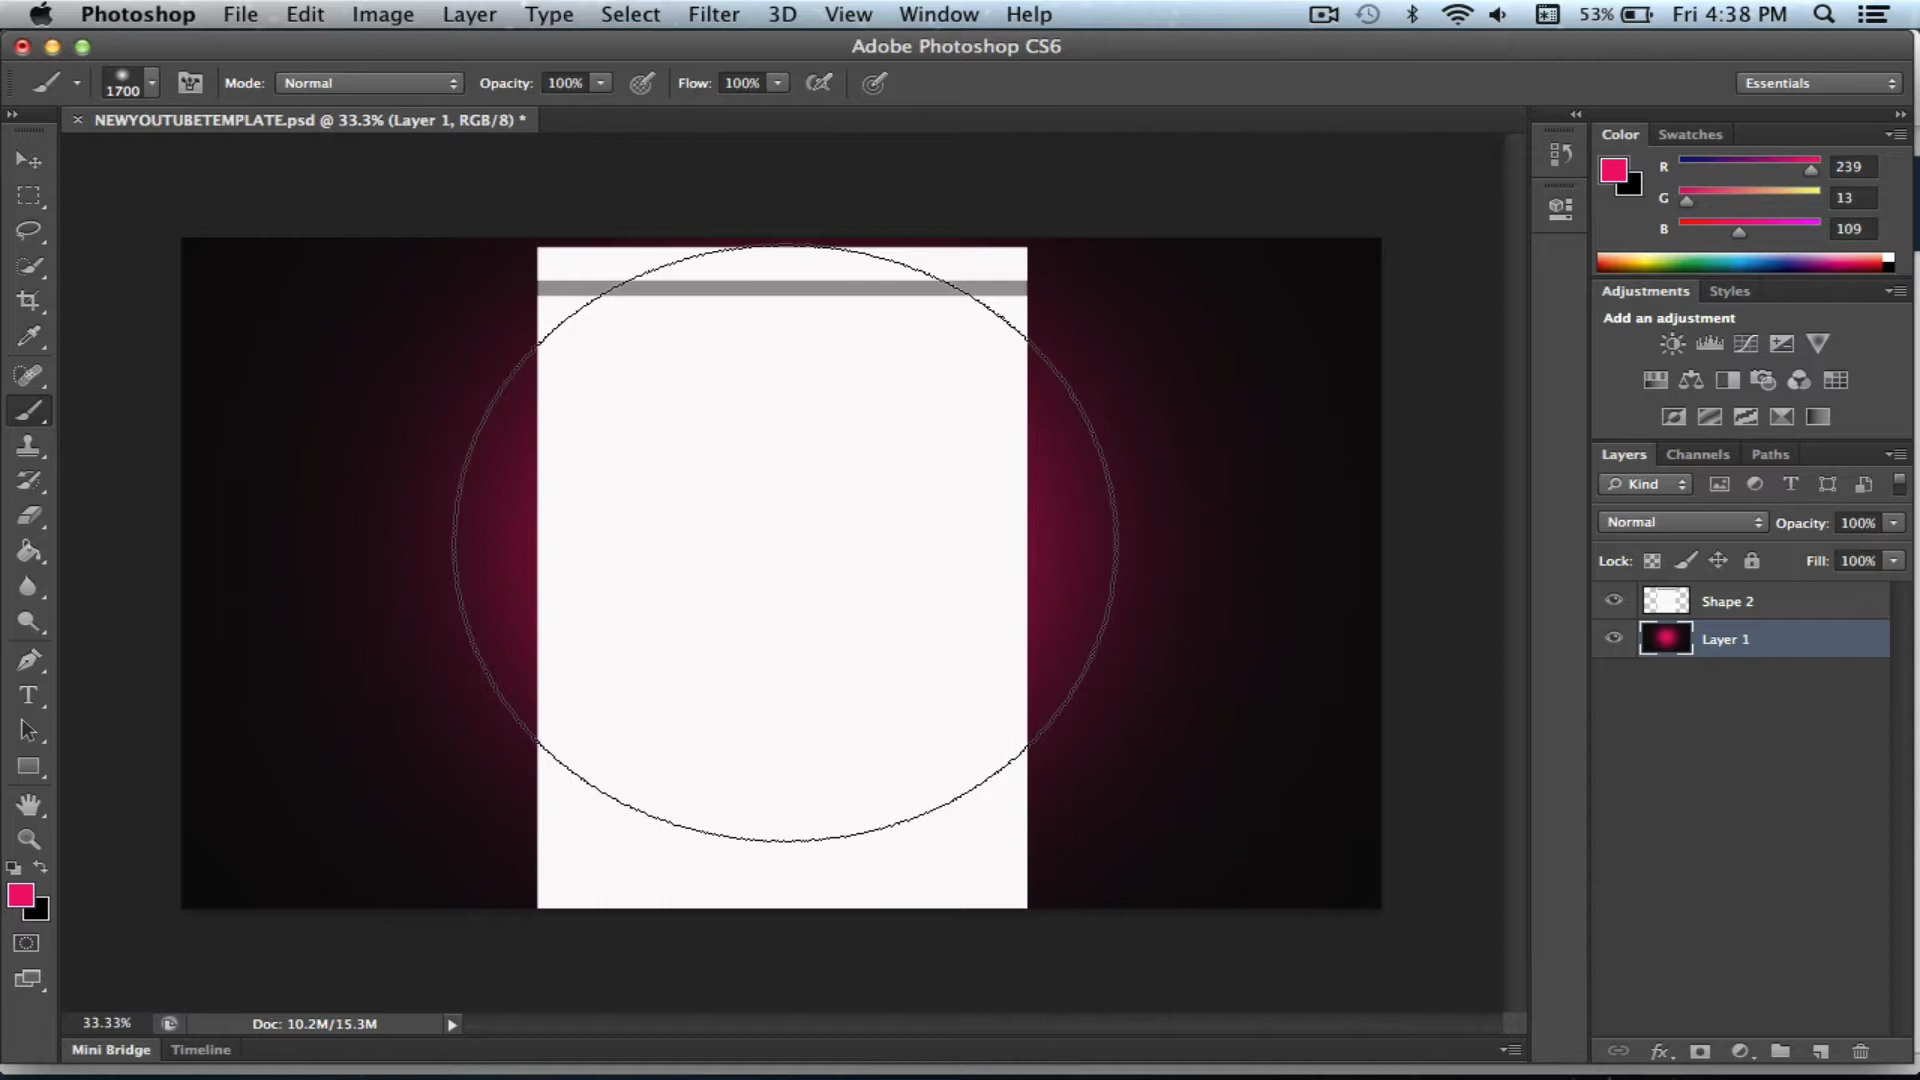 Photoshop File Edit Image Layer Type Select Filter 3D View Window Help 53% Fri 4:38 PM
Adobe Photoshop CS6
1700 Mode: Normal Opacity: 100% Flow: 100% Essentials
NEWYOUTUBETEMPLATE.psd @ 33.3% (Layer 1, RGB/8) *
Color Swatches
R 239
G 13
B 109
Adjustments Styles
Add an adjustment
Layers Channels Paths
Kind
Normal Opacity: 100%
Lock: Fill: 100%
Shape 2
Layer 1
33.33% Doc: 10.2M/15.3M
Mini Bridge Timeline